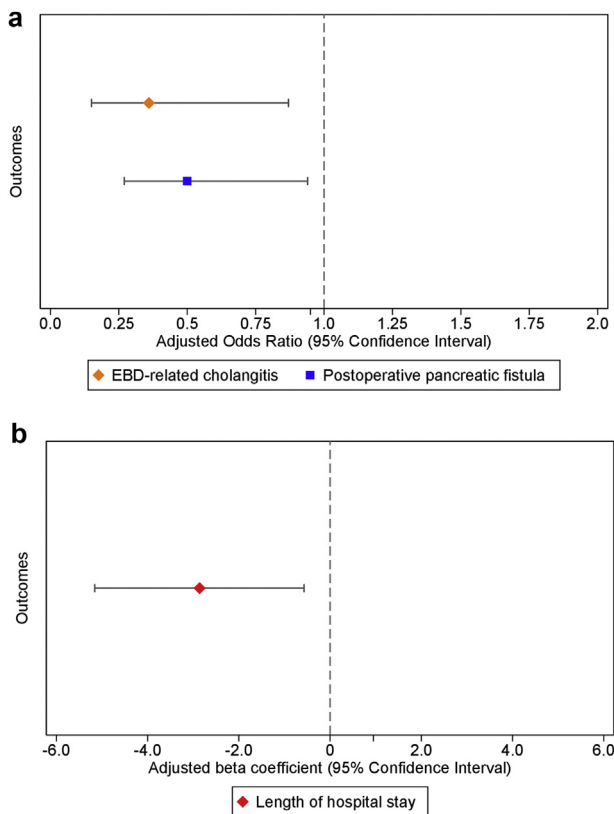 a
Outcomes
0.0 0.25 0.5 0.75 1.0 1.25 1.5 1.75 2.0
Adjusted Odds Ratio (95% Confidence Interval)
EBD-related cholangitis Postoperative pancreatic fistula
b
Outcomes
-6.0 -4.0 -2.0 0 2.0 4.0 6.0
Adjusted beta coefficient (95% Confidence Interval)
Length of hospital stay